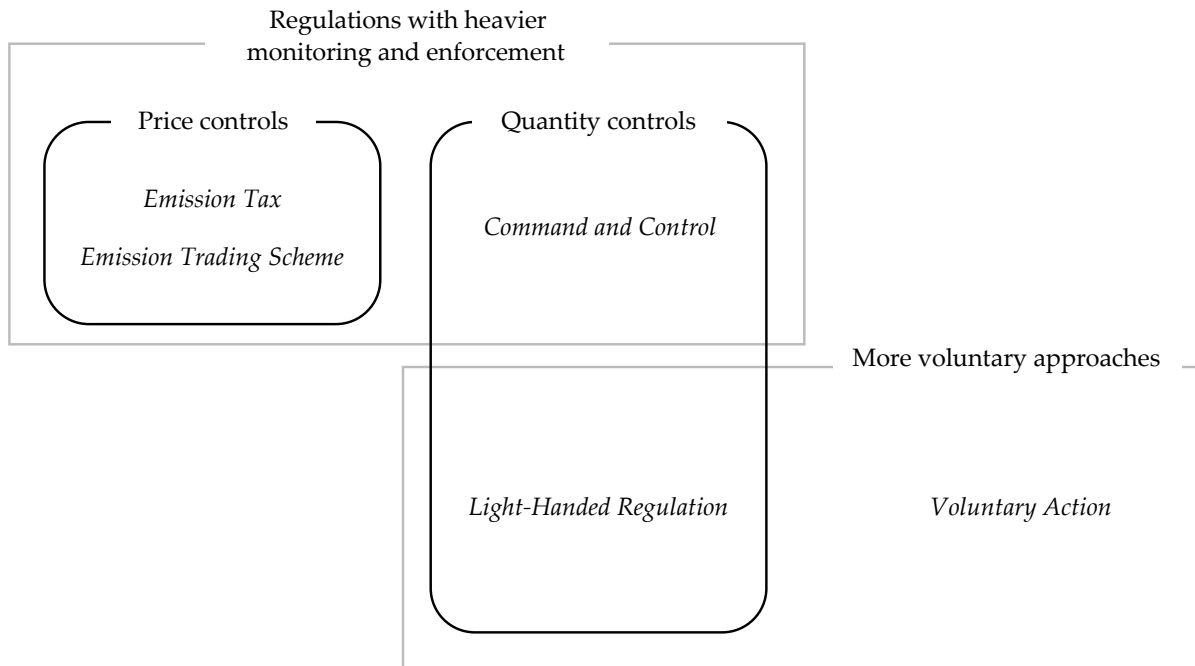 Regulations with heavier
monitoring and enforcement
Price controls
Quantity controls
Emission Tax
Command and Control
Emission Trading Scheme
More voluntary approaches
Light-Handed Regulation
Voluntary Action